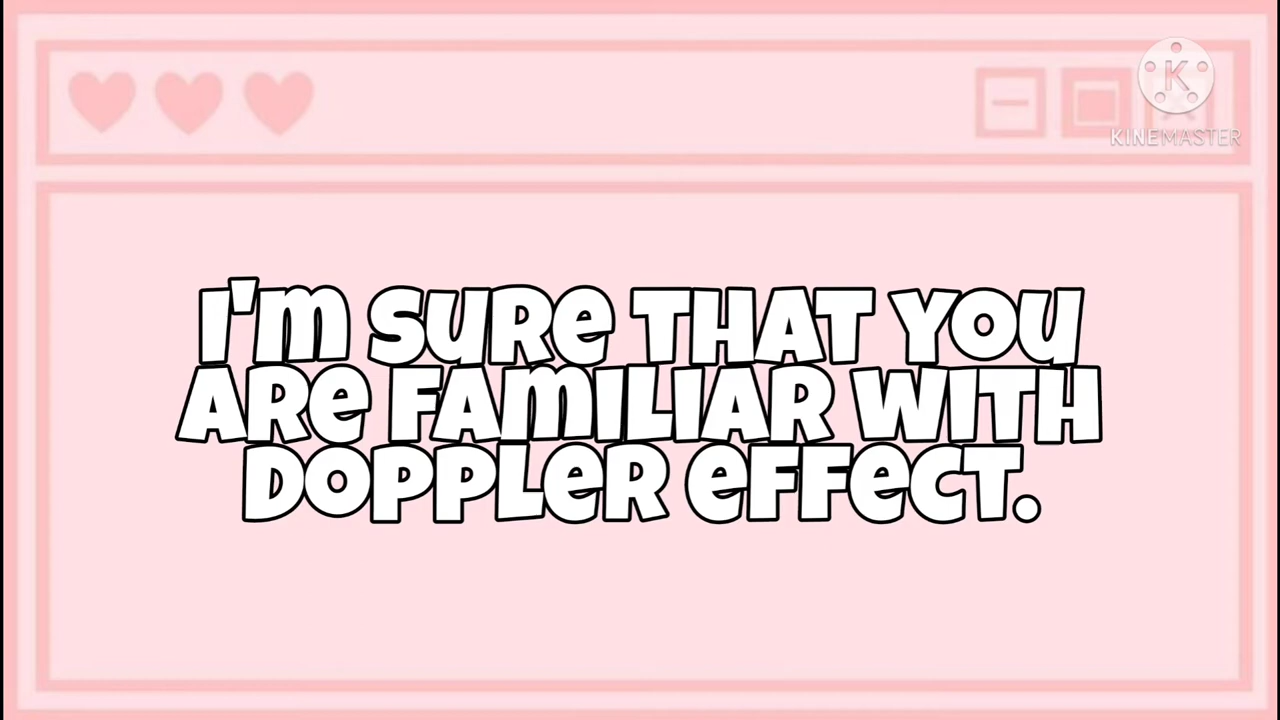 K
KINEMASTER
I'm sure that you
are familiar with
Doppler effect.